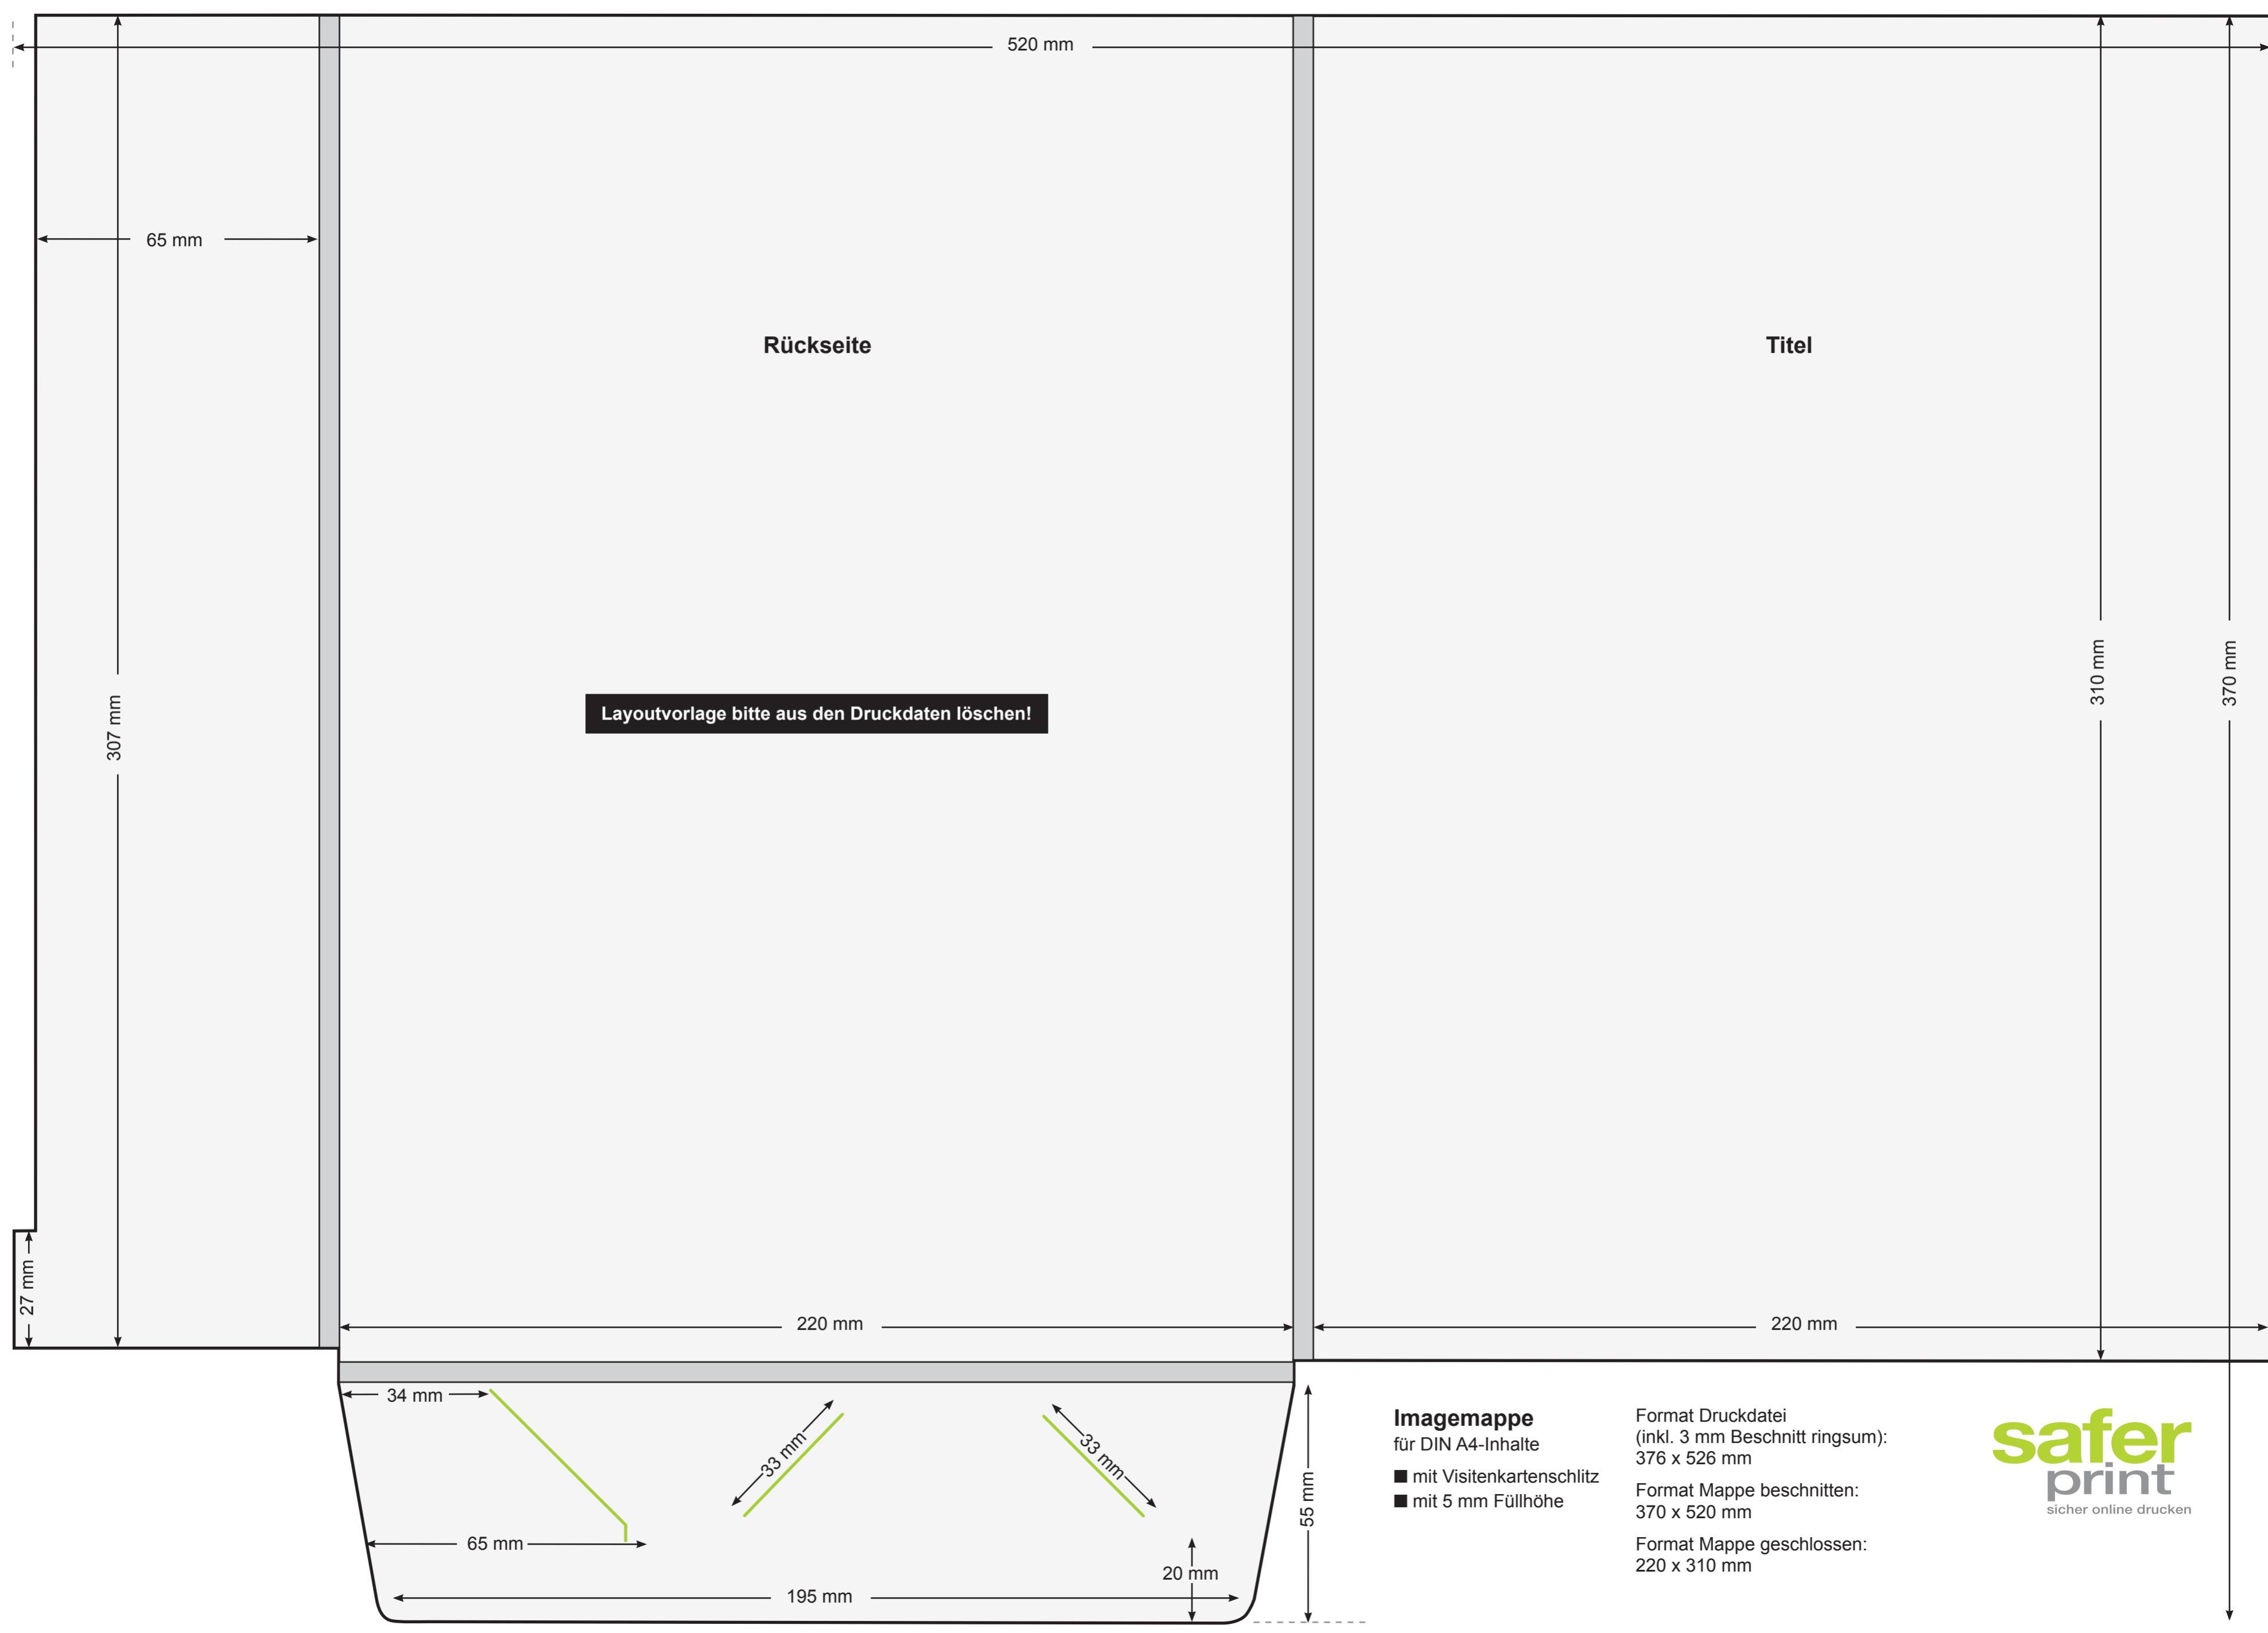 520 mm
65 mm
Rückseite
Titel
307 mm
Layoutvorlage bitte aus den Druckdaten löschen!
310 mm
370 mm
27 mm
220 mm
220 mm
34 mm
33 mm
33 mm
65 mm
195 mm
20 mm
55 mm
Imagemappe
für DIN A4-Inhalte
■ mit Visitenkartenschlitz
■ mit 5 mm Füllhöhe
Format Druckdatei
(inkl. 3 mm Beschnitt ringsum):
376 x 526 mm
Format Mappe beschnitten:
370 x 520 mm
Format Mappe geschlossen:
220 x 310 mm
safer
print
sicher online drucken